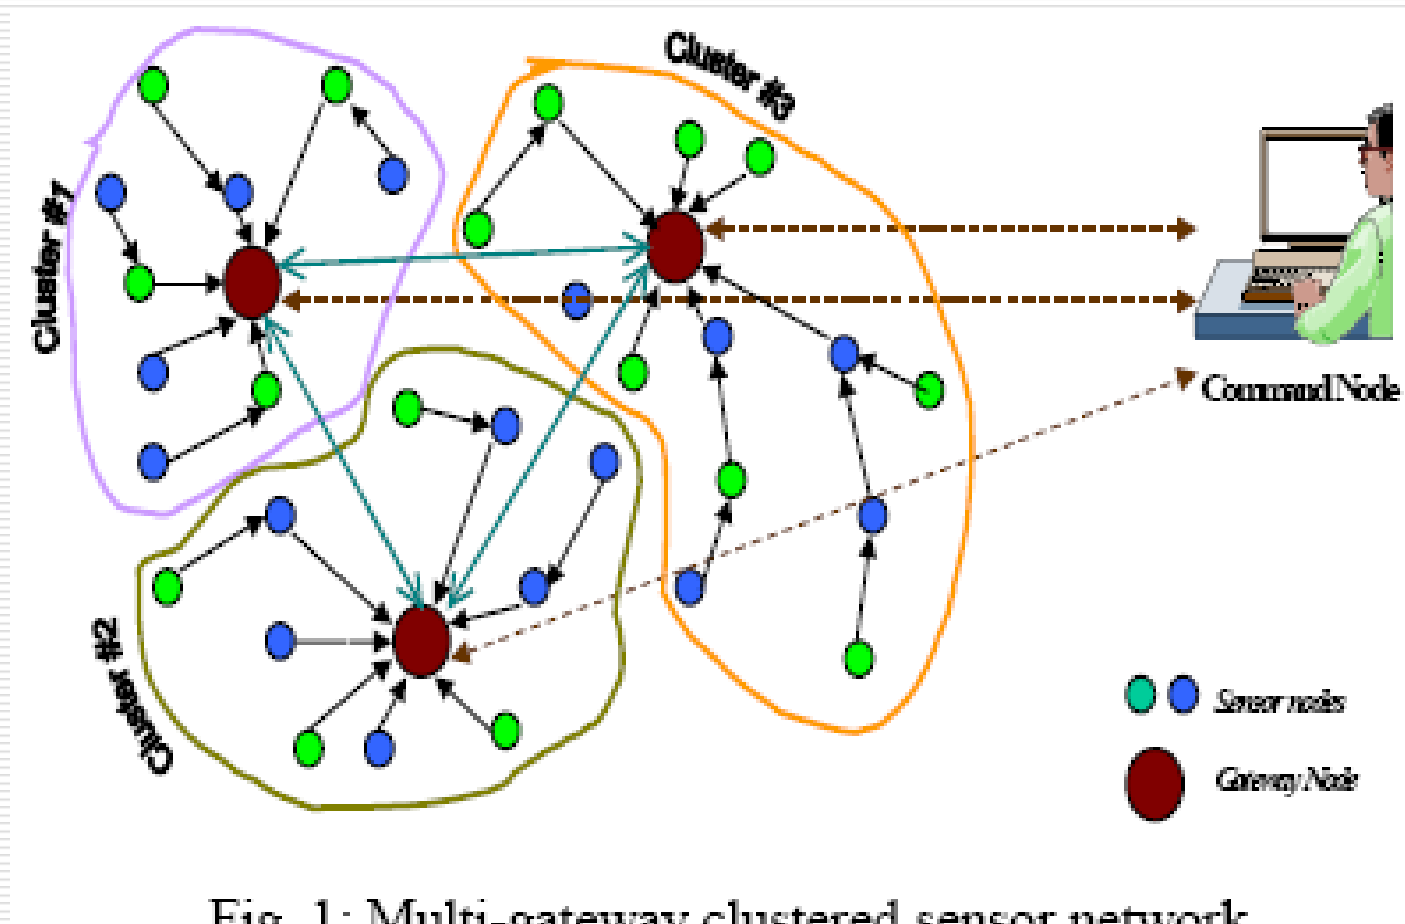 Cluster #3
Cluster #1
Command Node
Cluster #2
Sensor nodes
Gateway Node
Fig. 1: Multi-gateway clustered sensor network